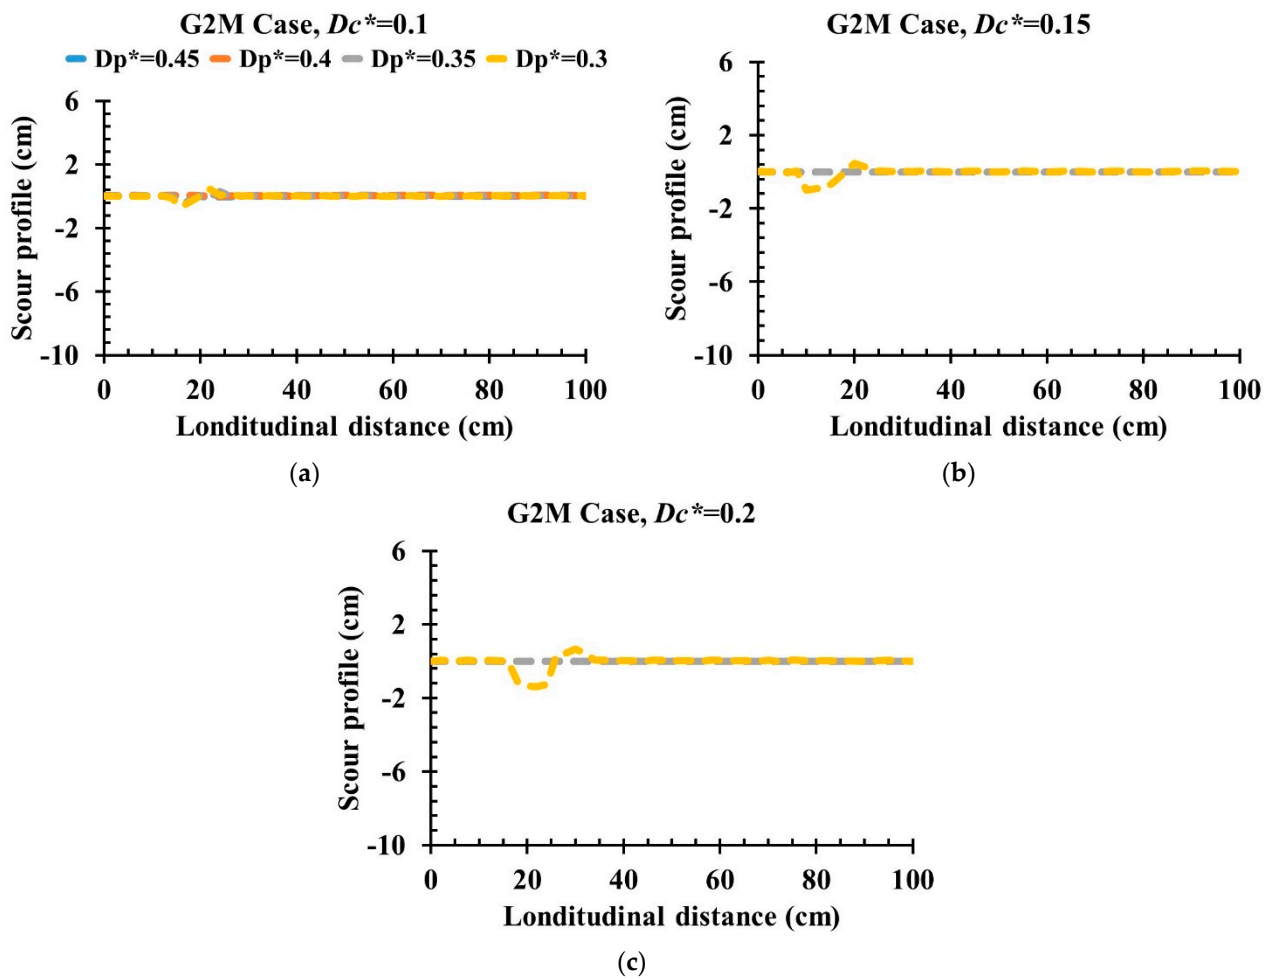 G2M Case, Dc*=0.1
Dp*=0.45 Dp*=0.4 Dp*=0.35 Dp*=0.3
6
2
-2
-6
-10
Scour profile (cm)
0 20 40 60 80 100
Londitudinal distance (cm)
(a)
G2M Case, Dc*=0.15
6
2
-2
-6
-10
Scour profile (cm)
0 20 40 60 80 100
Londitudinal distance (cm)
(b)
G2M Case, Dc*=0.2
6
2
-2
-6
-10
Scour profile (cm)
0 20 40 60 80 100
Londitudinal distance (cm)
(c)